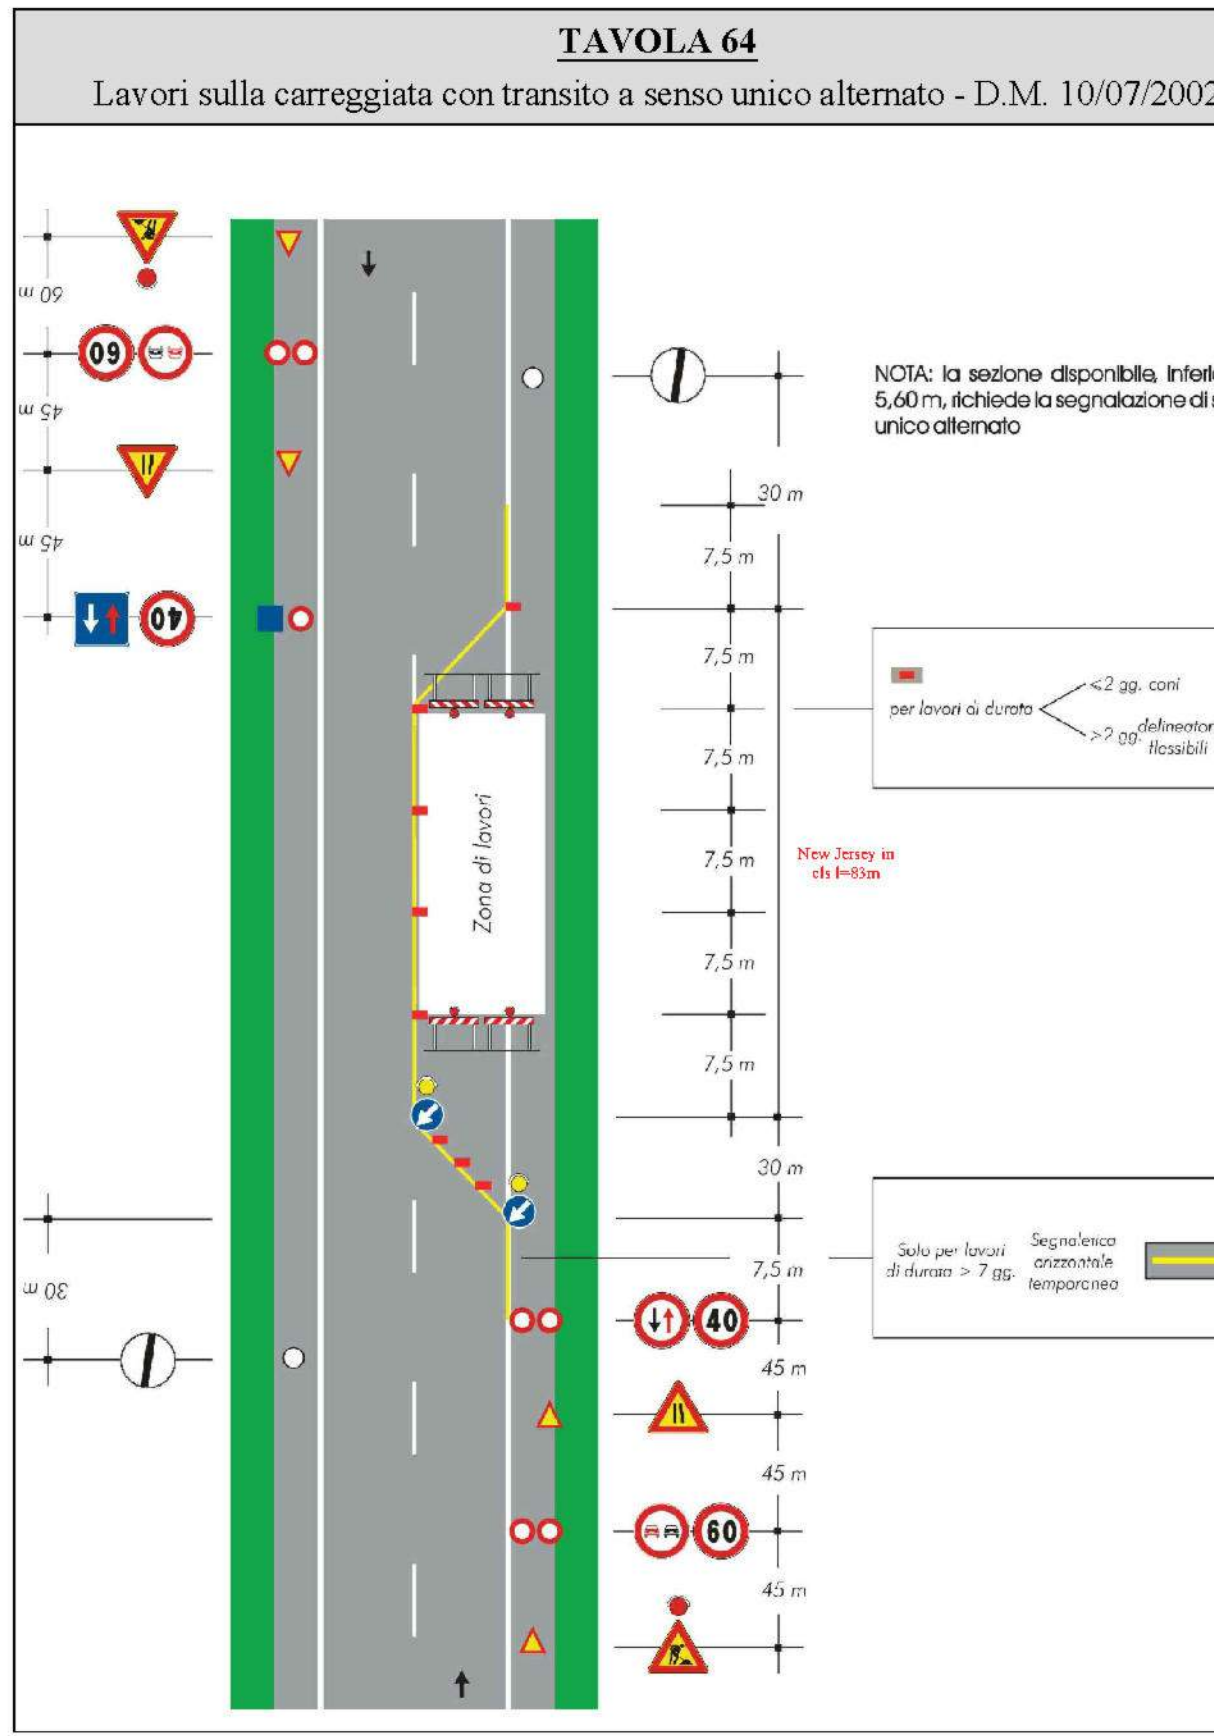 TAVOLA 64
Lavori sulla carreggiata con transito a senso unico alternato - D.M. 10/07/2002
60 m
60
45 m
45 m
40
NOTA: la sezione disponibile,
5,60 m, richiede la segnalazione di
unico alternato
30 m
7,5 m
7,5 m
7,5 m
7,5 m
7,5 m
7,5 m
per lavori di durata
<2 gg. coni
>2 gg.
flessibili
New Jersey in
cls l=83m
Zona di lavori
30 m
7,5 m
Solo per lavori
di durata > 7 gg.
Segnaletica
orizzontale
temporanea
30 m
40
45 m
45 m
60
45 m